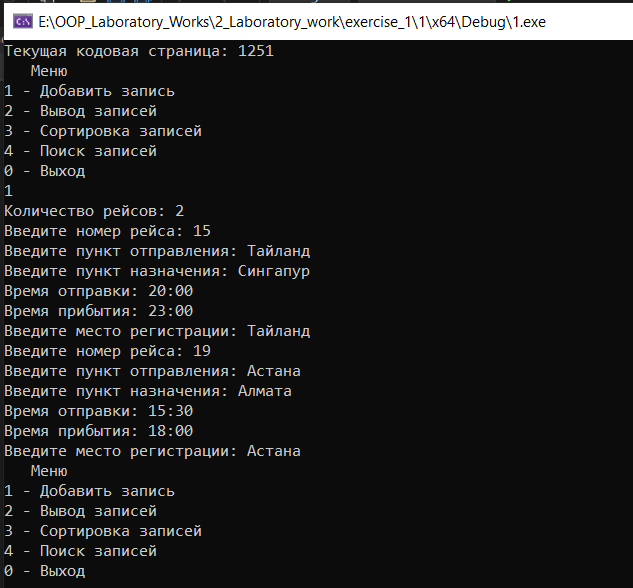 E:\OOP_Laboratory_Works\2_Laboratory_work\exercise_1\1\x64\Debug\1.exe
Текущая кодовая страница: 1251
Меню
1 - Добавить запись
2 - Вывод записей
3 - Сортировка записей
4 - Поиск записей
0 - Выход
1
Количество рейсов: 2
Введите номер рейса: 15
Введите пункт отправления: Тайланд
Введите пункт назначения: Сингапур
Время отправки: 20:00
Время прибытия: 23:00
Введите место регистрации: Тайланд
Введите номер рейса: 19
Введите пункт отправления: Астана
Введите пункт назначения: Алмата
Время отправки: 15:30
Время прибытия: 18:00
Введите место регистрации: Астана
Меню
1 - Добавить запись
2 - Вывод записей
3 - Сортировка записей
4 - Поиск записей
0 - Выход